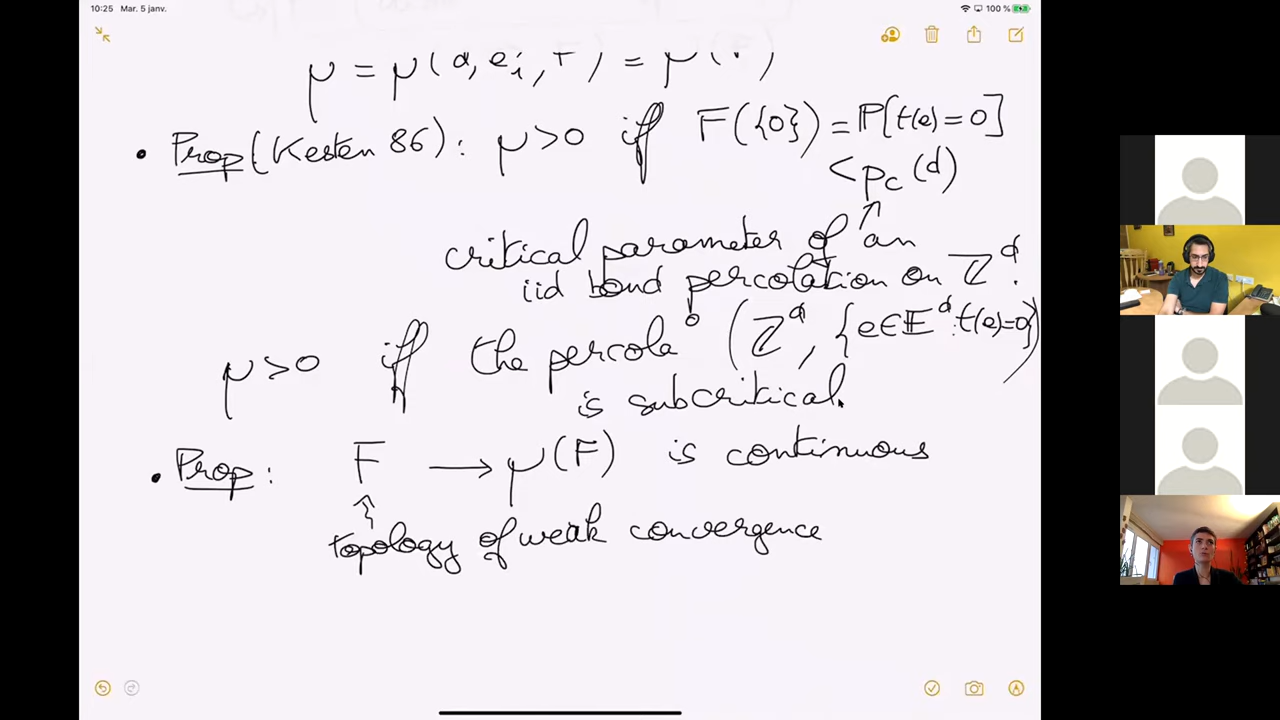 10:25 Mar. 5 janv. 100 %
μ = μ(d, e_i, F) = μ(F)
• Prop (Kesten 86) : μ>0 iff F({0}) = P[t(e)=0]
< p_c(d)
↑
critical parameter of an
iid bond percolation on Z^d.
μ>0 iff the percola° (Z^d, {e∈E^d : t(e)=0})
is subcritical.
• Prop : F → μ(F) is continuous
topology of weak convergence